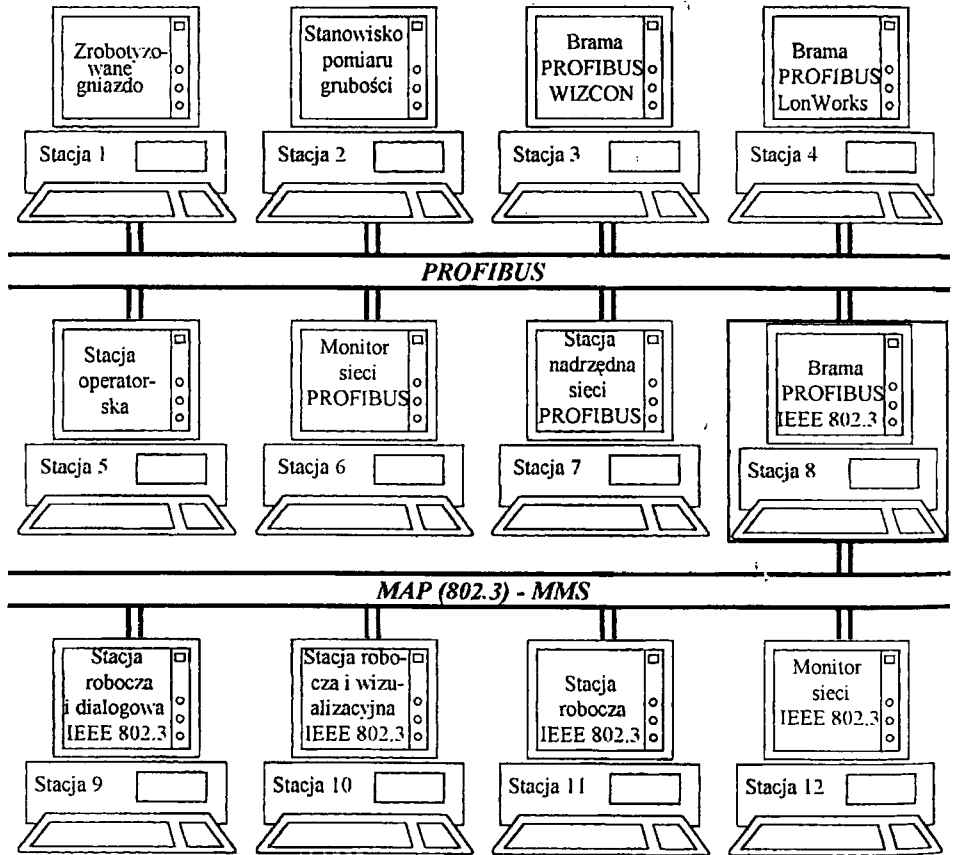 Zrobotyzo-
wane
gniazdo
Stacja 1
Stanowisko
pomiaru
grubości
Stacja 2
Brama
PROFIBUS
WIZCON
Stacja 3
Brama
PROFIBUS
LonWorks
Stacja 4
PROFIBUS
Stacja
operator-
ska
Stacja 5
Monitor
sieci
PROFIBUS
Stacja 6
Stacja
nadrzędna
sieci
PROFIBUS
Stacja 7
Brama
PROFIBUS
IEEE 802.3
Stacja 8
MAP (802.3) - MMS
Stacja
robocza
i dialogowa
IEEE 802.3
Stacja 9
Stacja robo-
cza i wizu-
alizacyjna
IEEE 802.3
Stacja 10
Stacja
robocza
IEEE 802.3
Stacja 11
Monitor
sieci
IEEE 802.3
Stacja 12